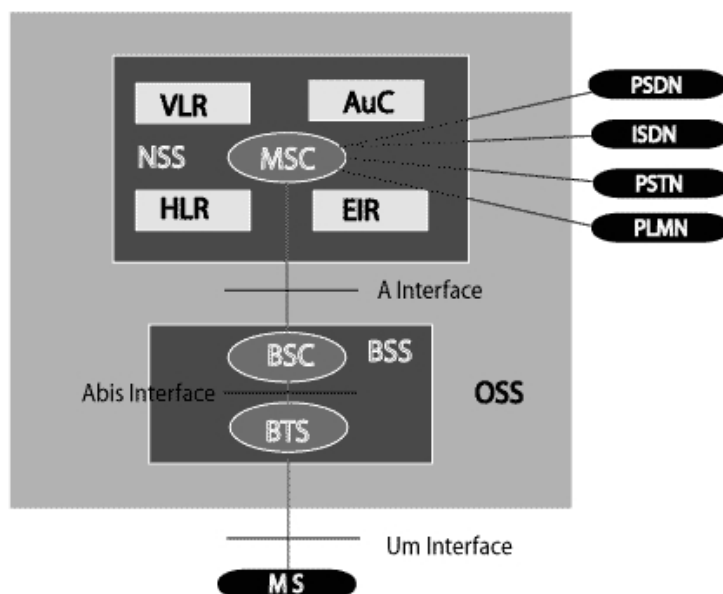 VLR
AuC
PSDN
NSS
MSC
ISDN
HLR
EIR
PSTN
PLMN
A Interface
BSC
BSS
Abis Interface
OSS
BTS
Um Interface
MS